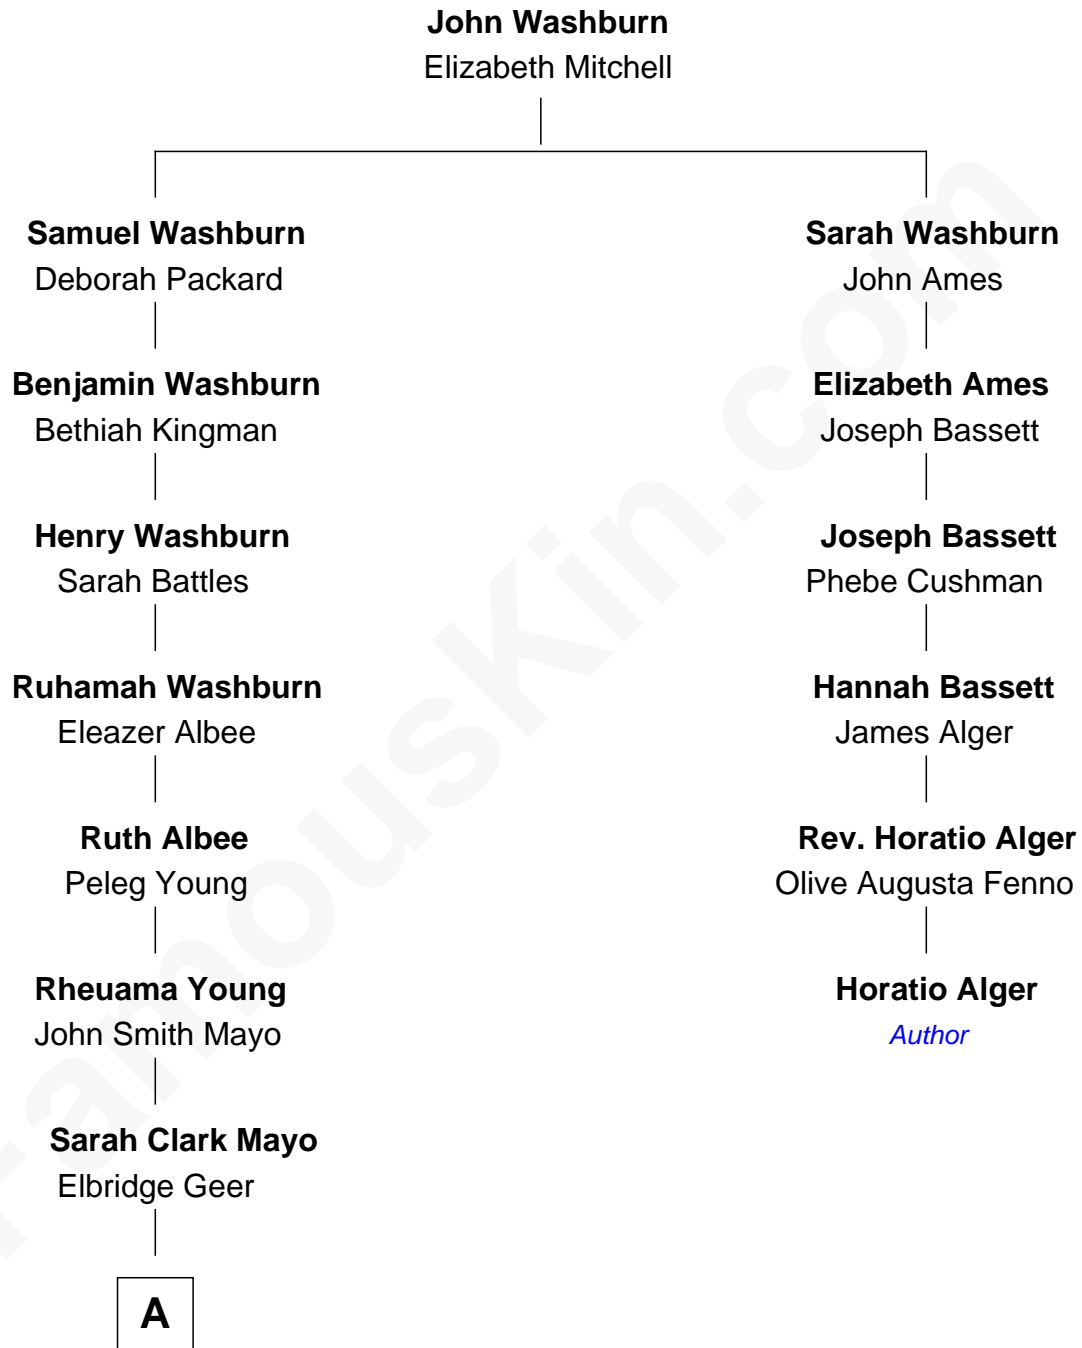 John Washburn
Elizabeth Mitchell
Samuel Washburn
Deborah Packard
Benjamin Washburn
Bethiah Kingman
Henry Washburn
Sarah Battles
Ruhamah Washburn
Eleazer Albee
Ruth Albee
Peleg Young
Rheuama Young
John Smith Mayo
Sarah Clark Mayo
Elbridge Geer
A
Sarah Washburn
John Ames
Elizabeth Ames
Joseph Bassett
Joseph Bassett
Phebe Cushman
Hannah Bassett
James Alger
Rev. Horatio Alger
Olive Augusta Fenno
Horatio Alger
Author
FamousKin.com